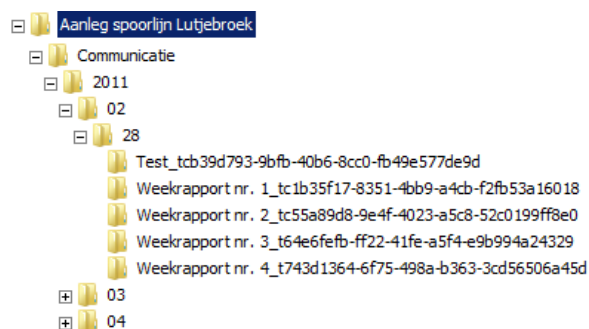 Aanleg spoorlijn Lutjebroek
Communicatie
2011
02
28
Test_tcb39d793-9bfb-40b6-8cc0-fb49e577de9d
Weekrapport nr. 1_tc1b35f17-8351-4bb9-a4cb-f2fb53a16018
Weekrapport nr. 2_tc55a89d8-9e4f-4023-a5c8-52c0199ff8e0
Weekrapport nr. 3_t64e6fefb-ff22-41fe-a5f4-e9b994a24329
Weekrapport nr. 4_t743d1364-6f75-498a-b363-3cd56506a45d
03
04